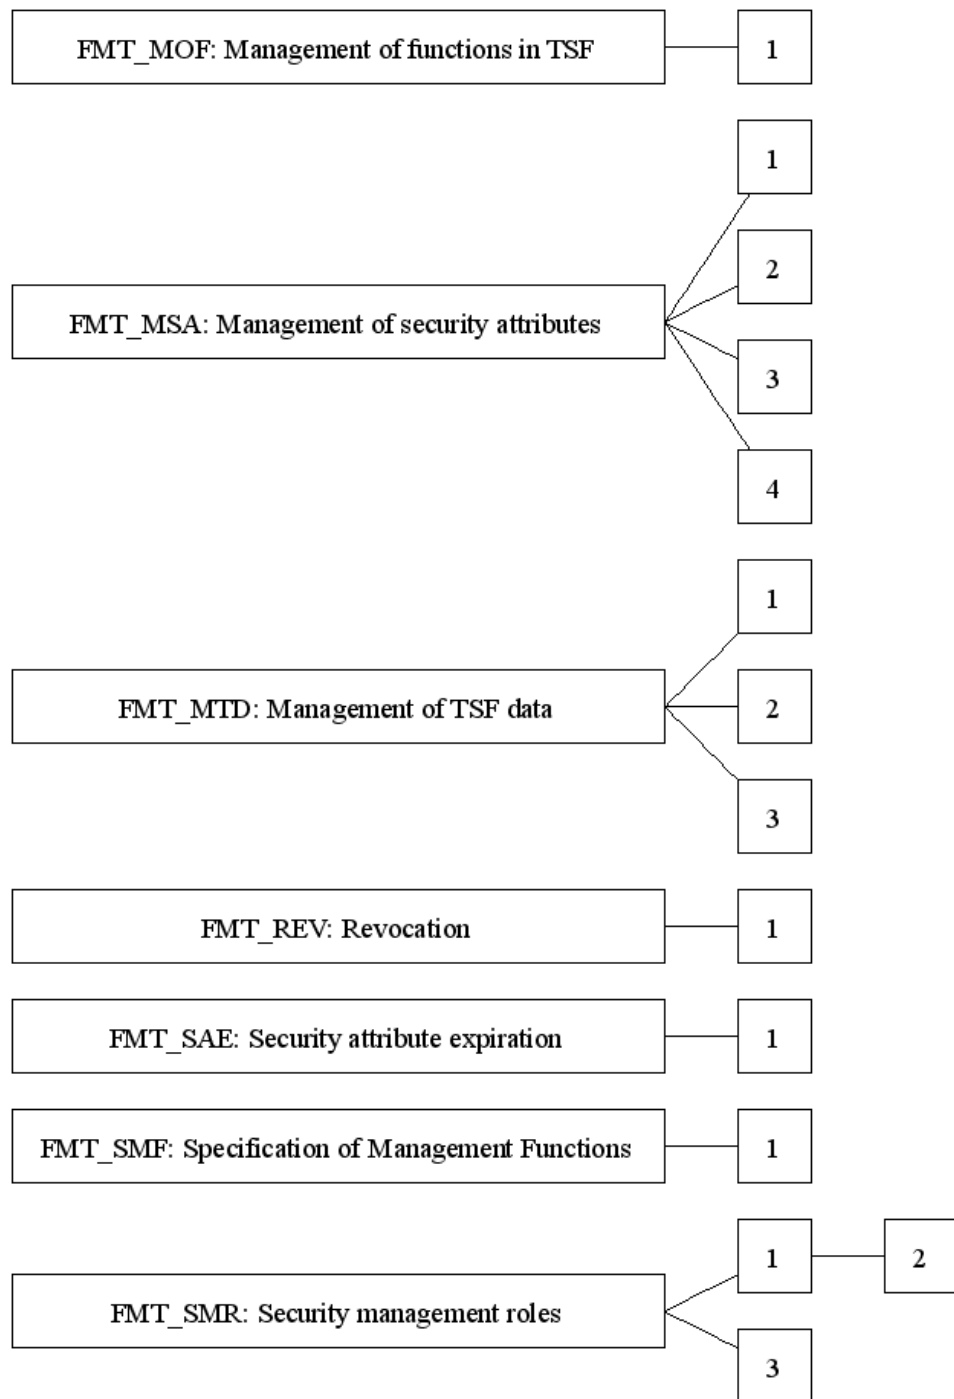 FMT_MOF: Management of functions in TSF 1
1
2
FMT_MSA: Management of security attributes
3
4
1
FMT_MTD: Management of TSF data 2
3
FMT_REV: Revocation 1
FMT_SAE: Security attribute expiration 1
FMT_SMF: Specification of Management Functions 1
1 2
FMT_SMR: Security management roles
3